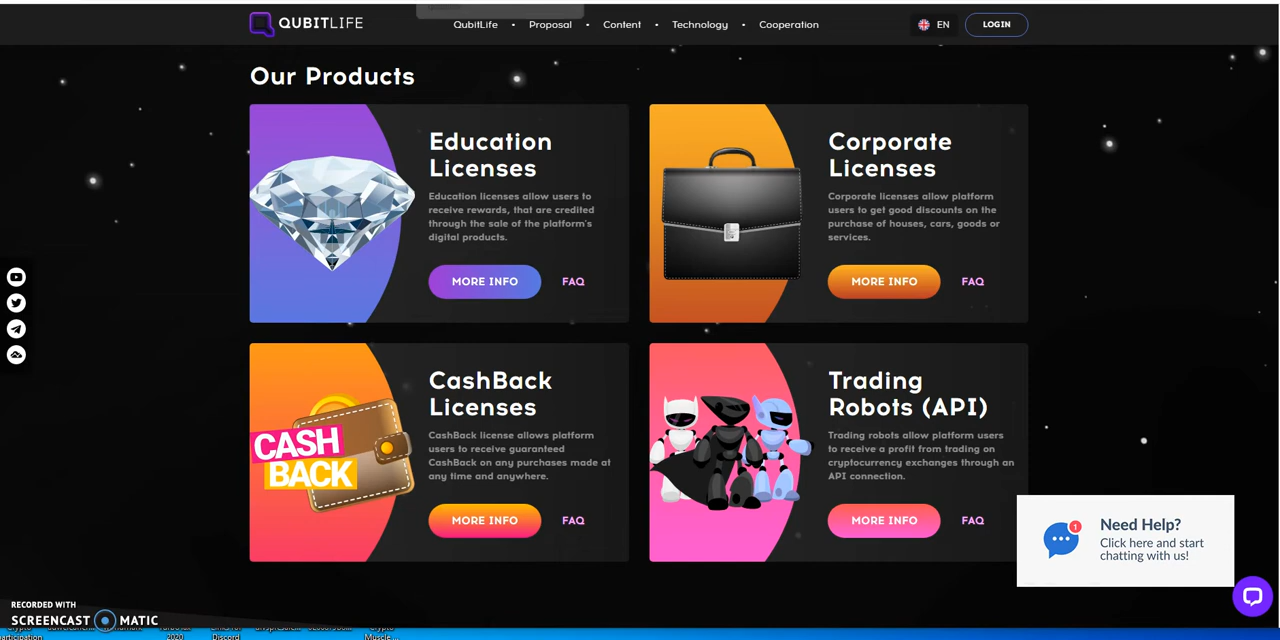 QUBITLIFE
QubitLife • Proposal • Content • Technology • Cooperation
EN
LOGIN
Our Products
Education
Licenses
Education licenses allow users to
receive rewards, that are credited
through the sale of the platform's
digital products.
MORE INFO
FAQ
Corporate
Licenses
Corporate licenses allow platform
users to get good discounts on the
purchase of houses, cars, goods or
services.
MORE INFO
FAQ
CASH
BACK
CashBack
Licenses
CashBack license allows platform
users to receive guaranteed
CashBack on any purchases made at
any time and anywhere.
MORE INFO
FAQ
Trading
Robots (API)
Trading robots allow platform users
to receive a profit from trading on
cryptocurrency exchanges through an
API connection.
MORE INFO
FAQ
1
Need Help?
Click here and start
chatting with us!
RECORDED WITH
SCREENCAST MATIC
participation
2020
Discord
Muscle...